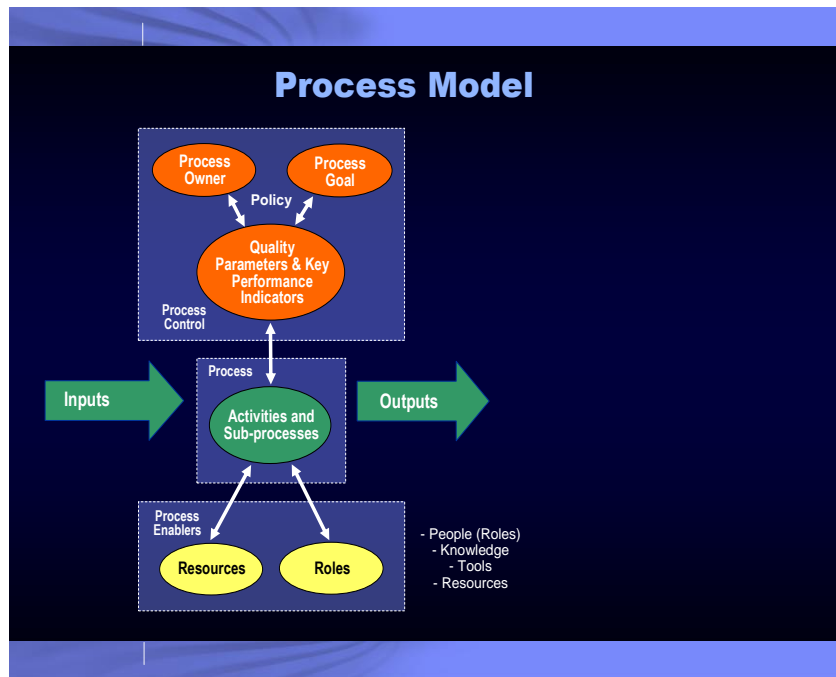 Process Model
Process
Owner
Process
Goal
Policy
Quality
Parameters & Key
Performance
Indicators
Process
Control
Process
Inputs
Activities and
Sub-processes
Outputs
Process
Enablers
Resources
Roles
- People (Roles)
- Knowledge
- Tools
- Resources